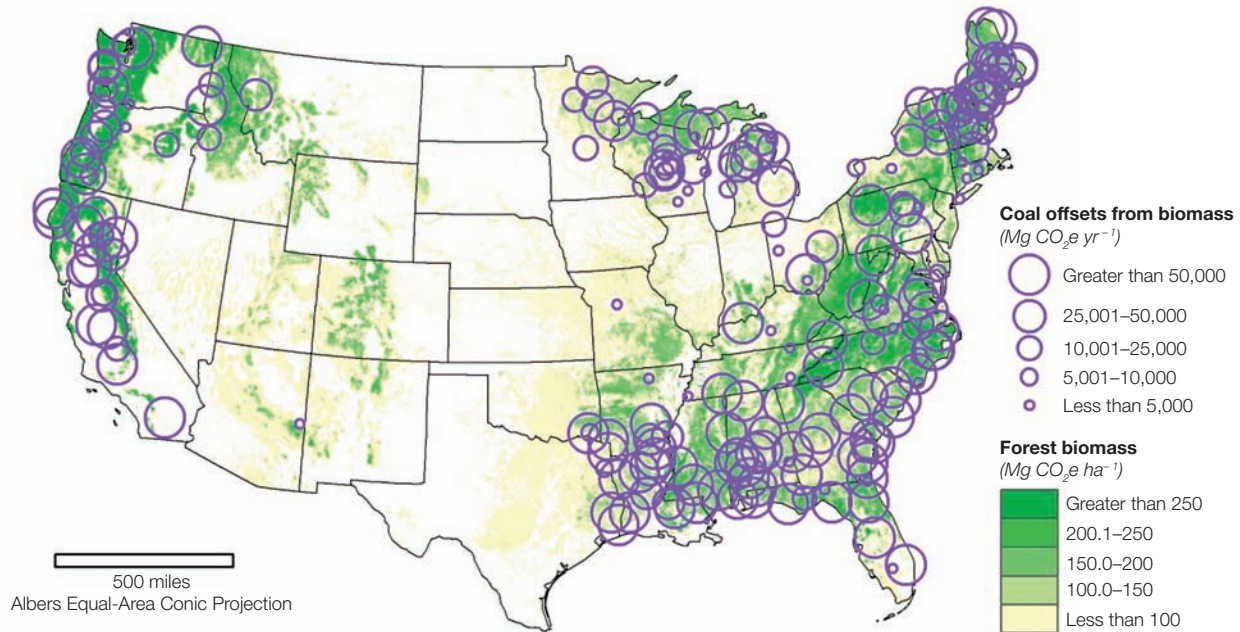 Coal offsets from biomass
(Mg CO₂e yr⁻¹)
Greater than 50,000
25,001–50,000
10,001–25,000
5,001–10,000
Less than 5,000
Forest biomass
(Mg CO₂e ha⁻¹)
Greater than 250
200.1–250
150.0–200
100.0–150
Less than 100
500 miles
Albers Equal-Area Conic Projection